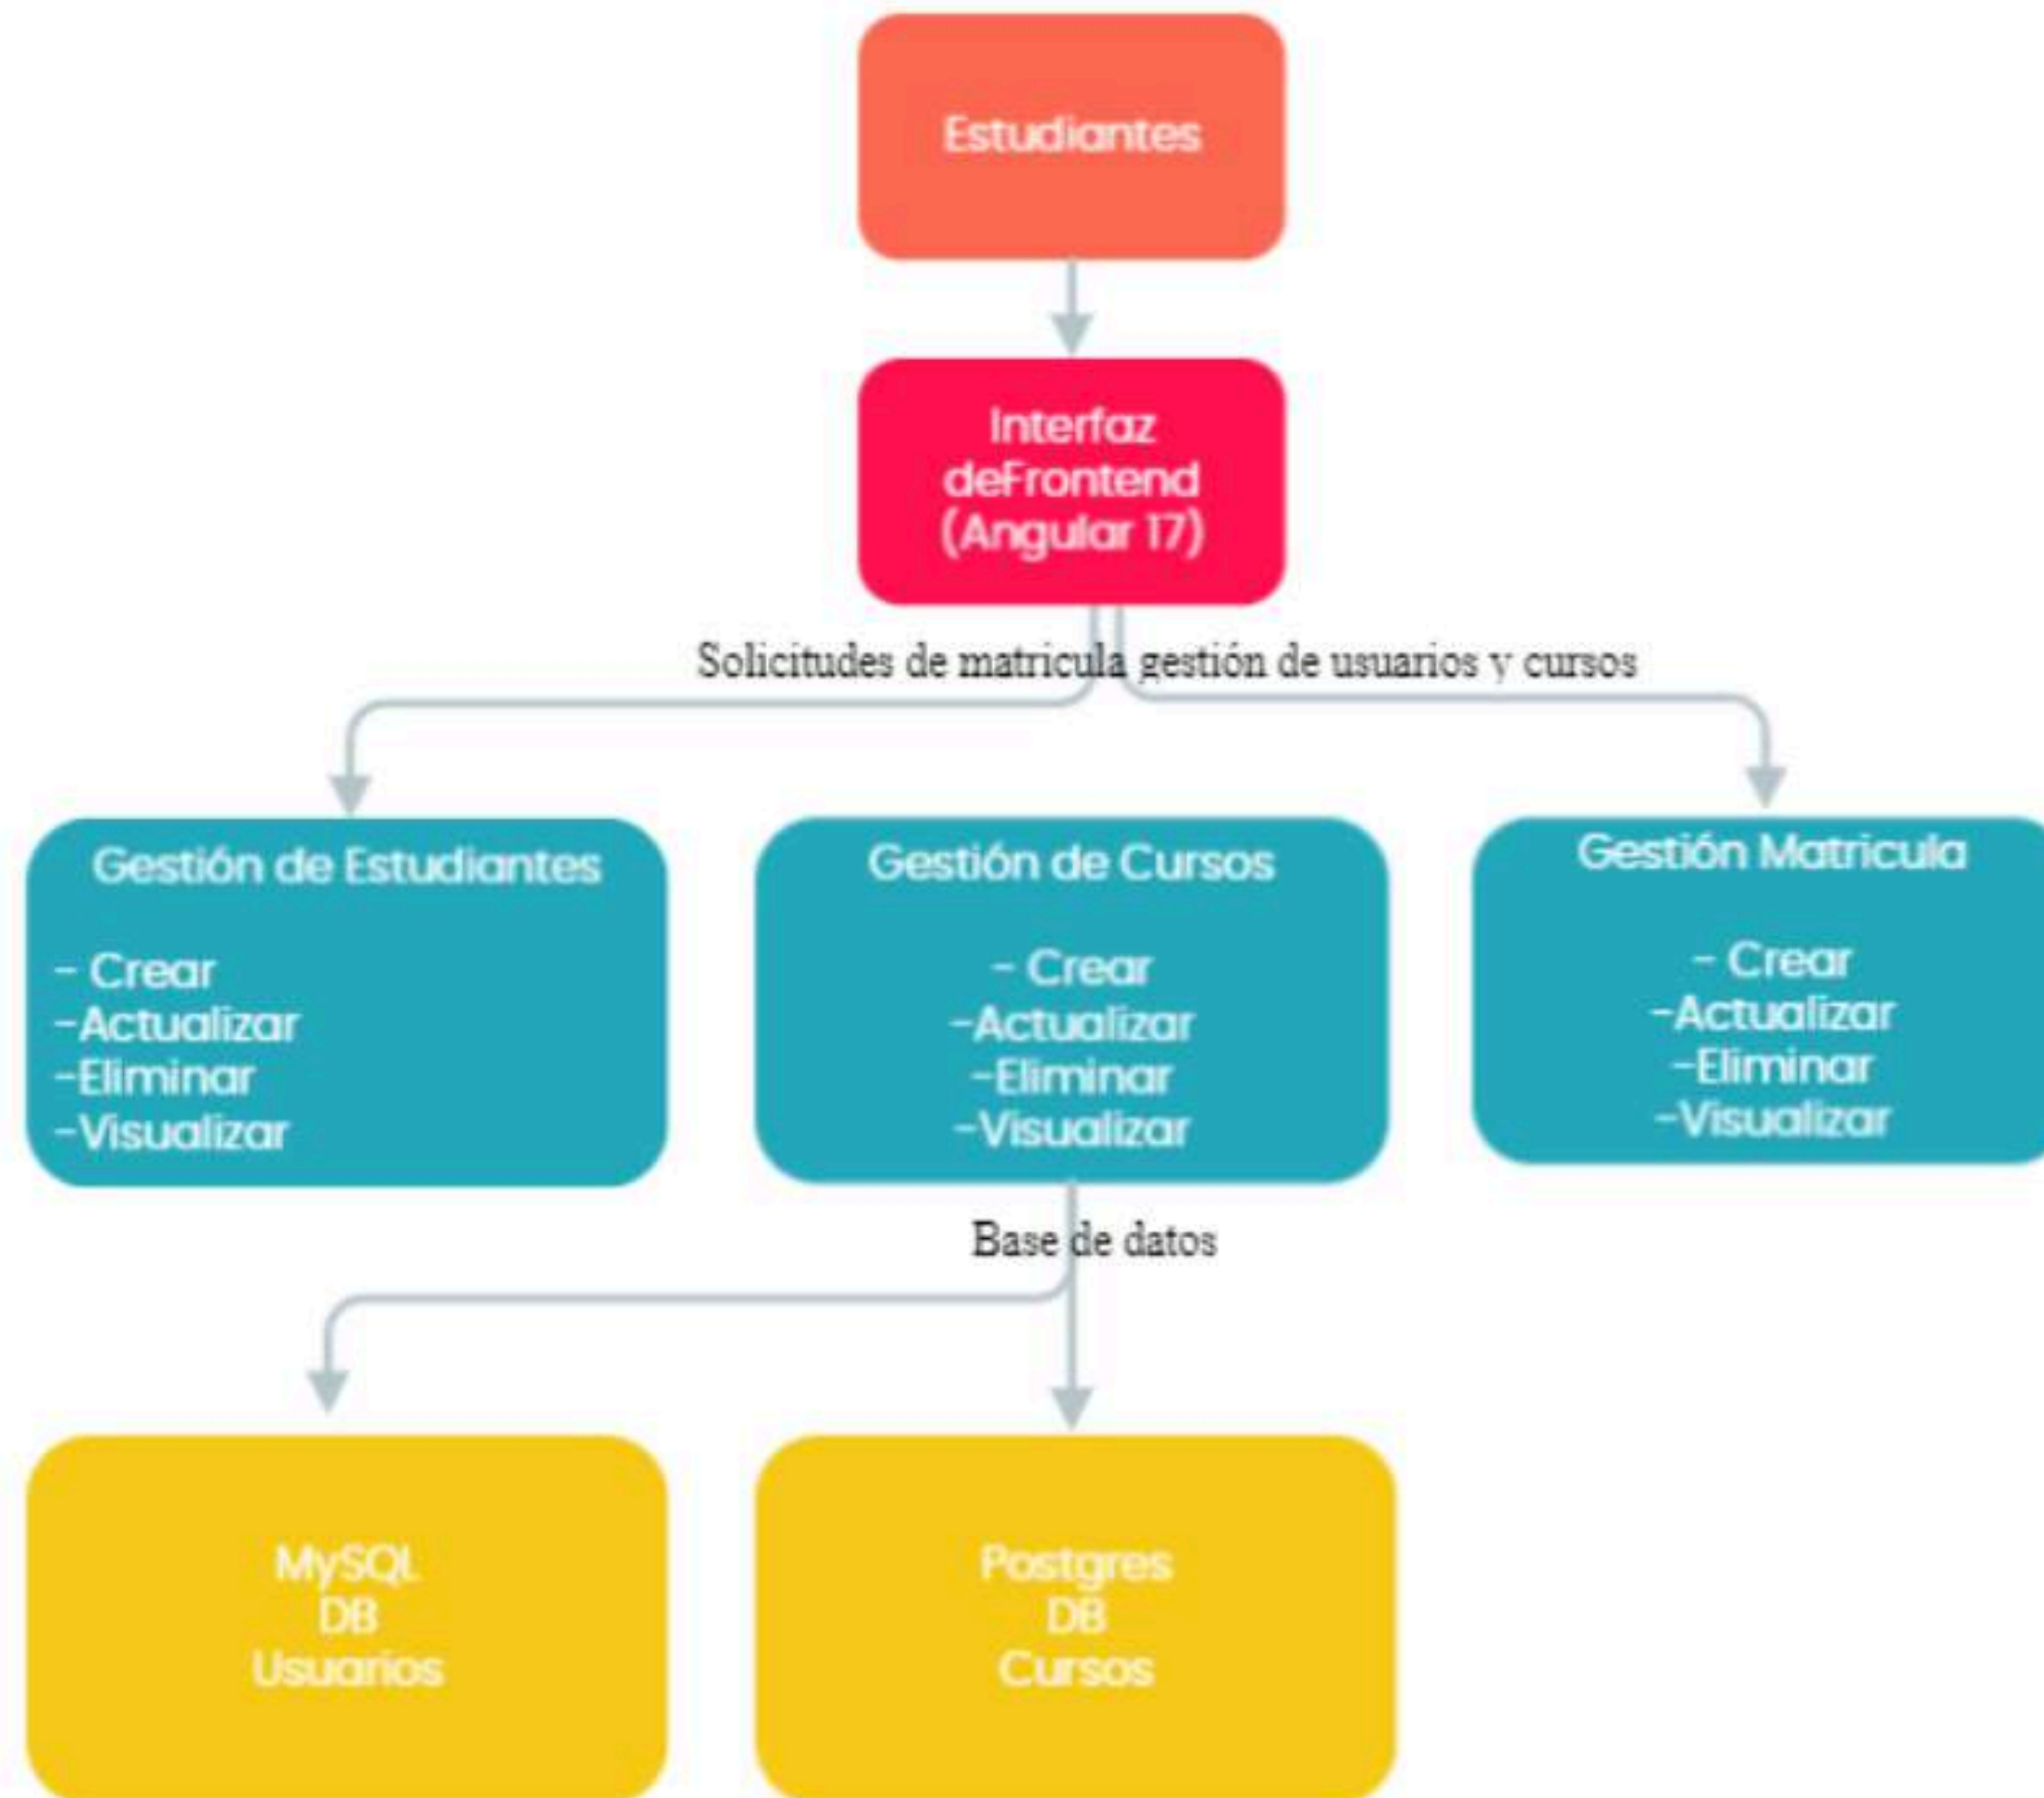 Estudiantes
Interfaz
deFrontend
(Angular 17)
Solicitudes de matricula gestión de usuarios y cursos
Gestión de Estudiantes
- Crear
-Actualizar
-Eliminar
-Visualizar
Gestión de Cursos
- Crear
-Actualizar
-Eliminar
-Visualizar
Gestión Matricula
- Crear
-Actualizar
-Eliminar
-Visualizar
Base de datos
MySQL
DB
Usuarios
Postgres
DB
Cursos